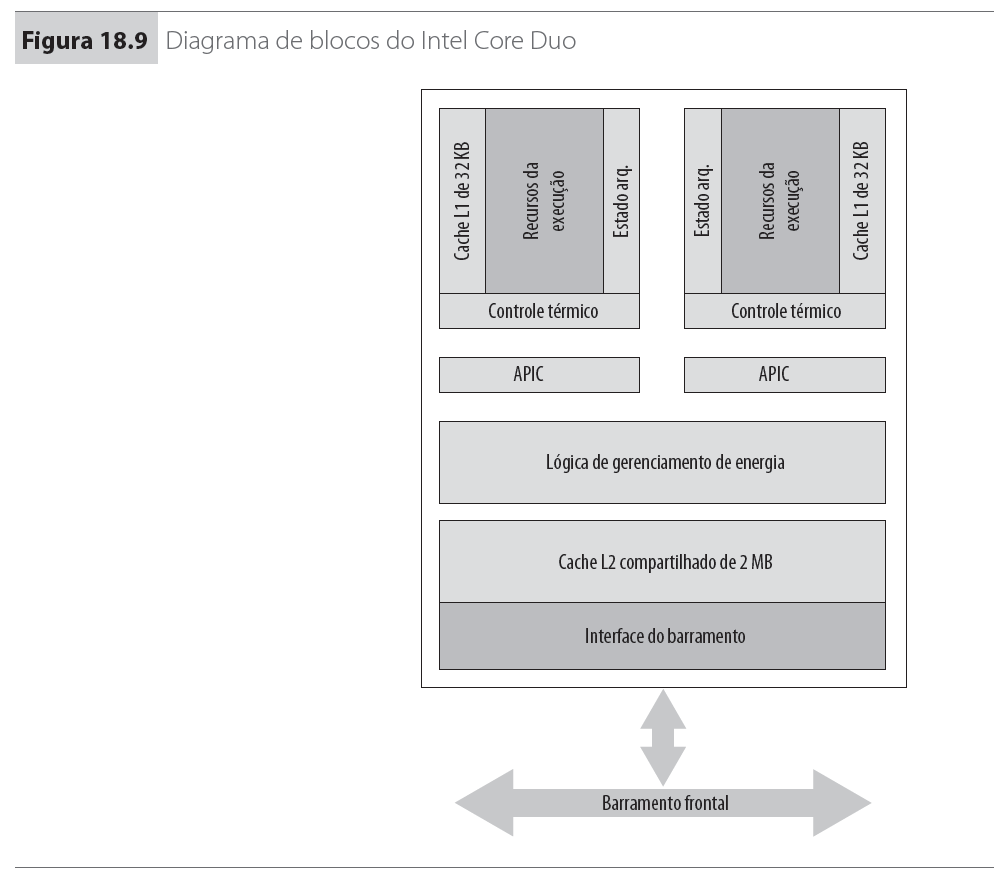 Figura 18.9 Diagrama de blocos do Intel Core Duo
Cache L1 de 32 KB
Recursos da
execução
Estado arq.
Estado arq.
Recursos da
execução
Cache L1 de 32 KB
Controle térmico
Controle térmico
APIC
APIC
Lógica de gerenciamento de energia
Cache L2 compartilhado de 2 MB
Interface do barramento
Barramento frontal